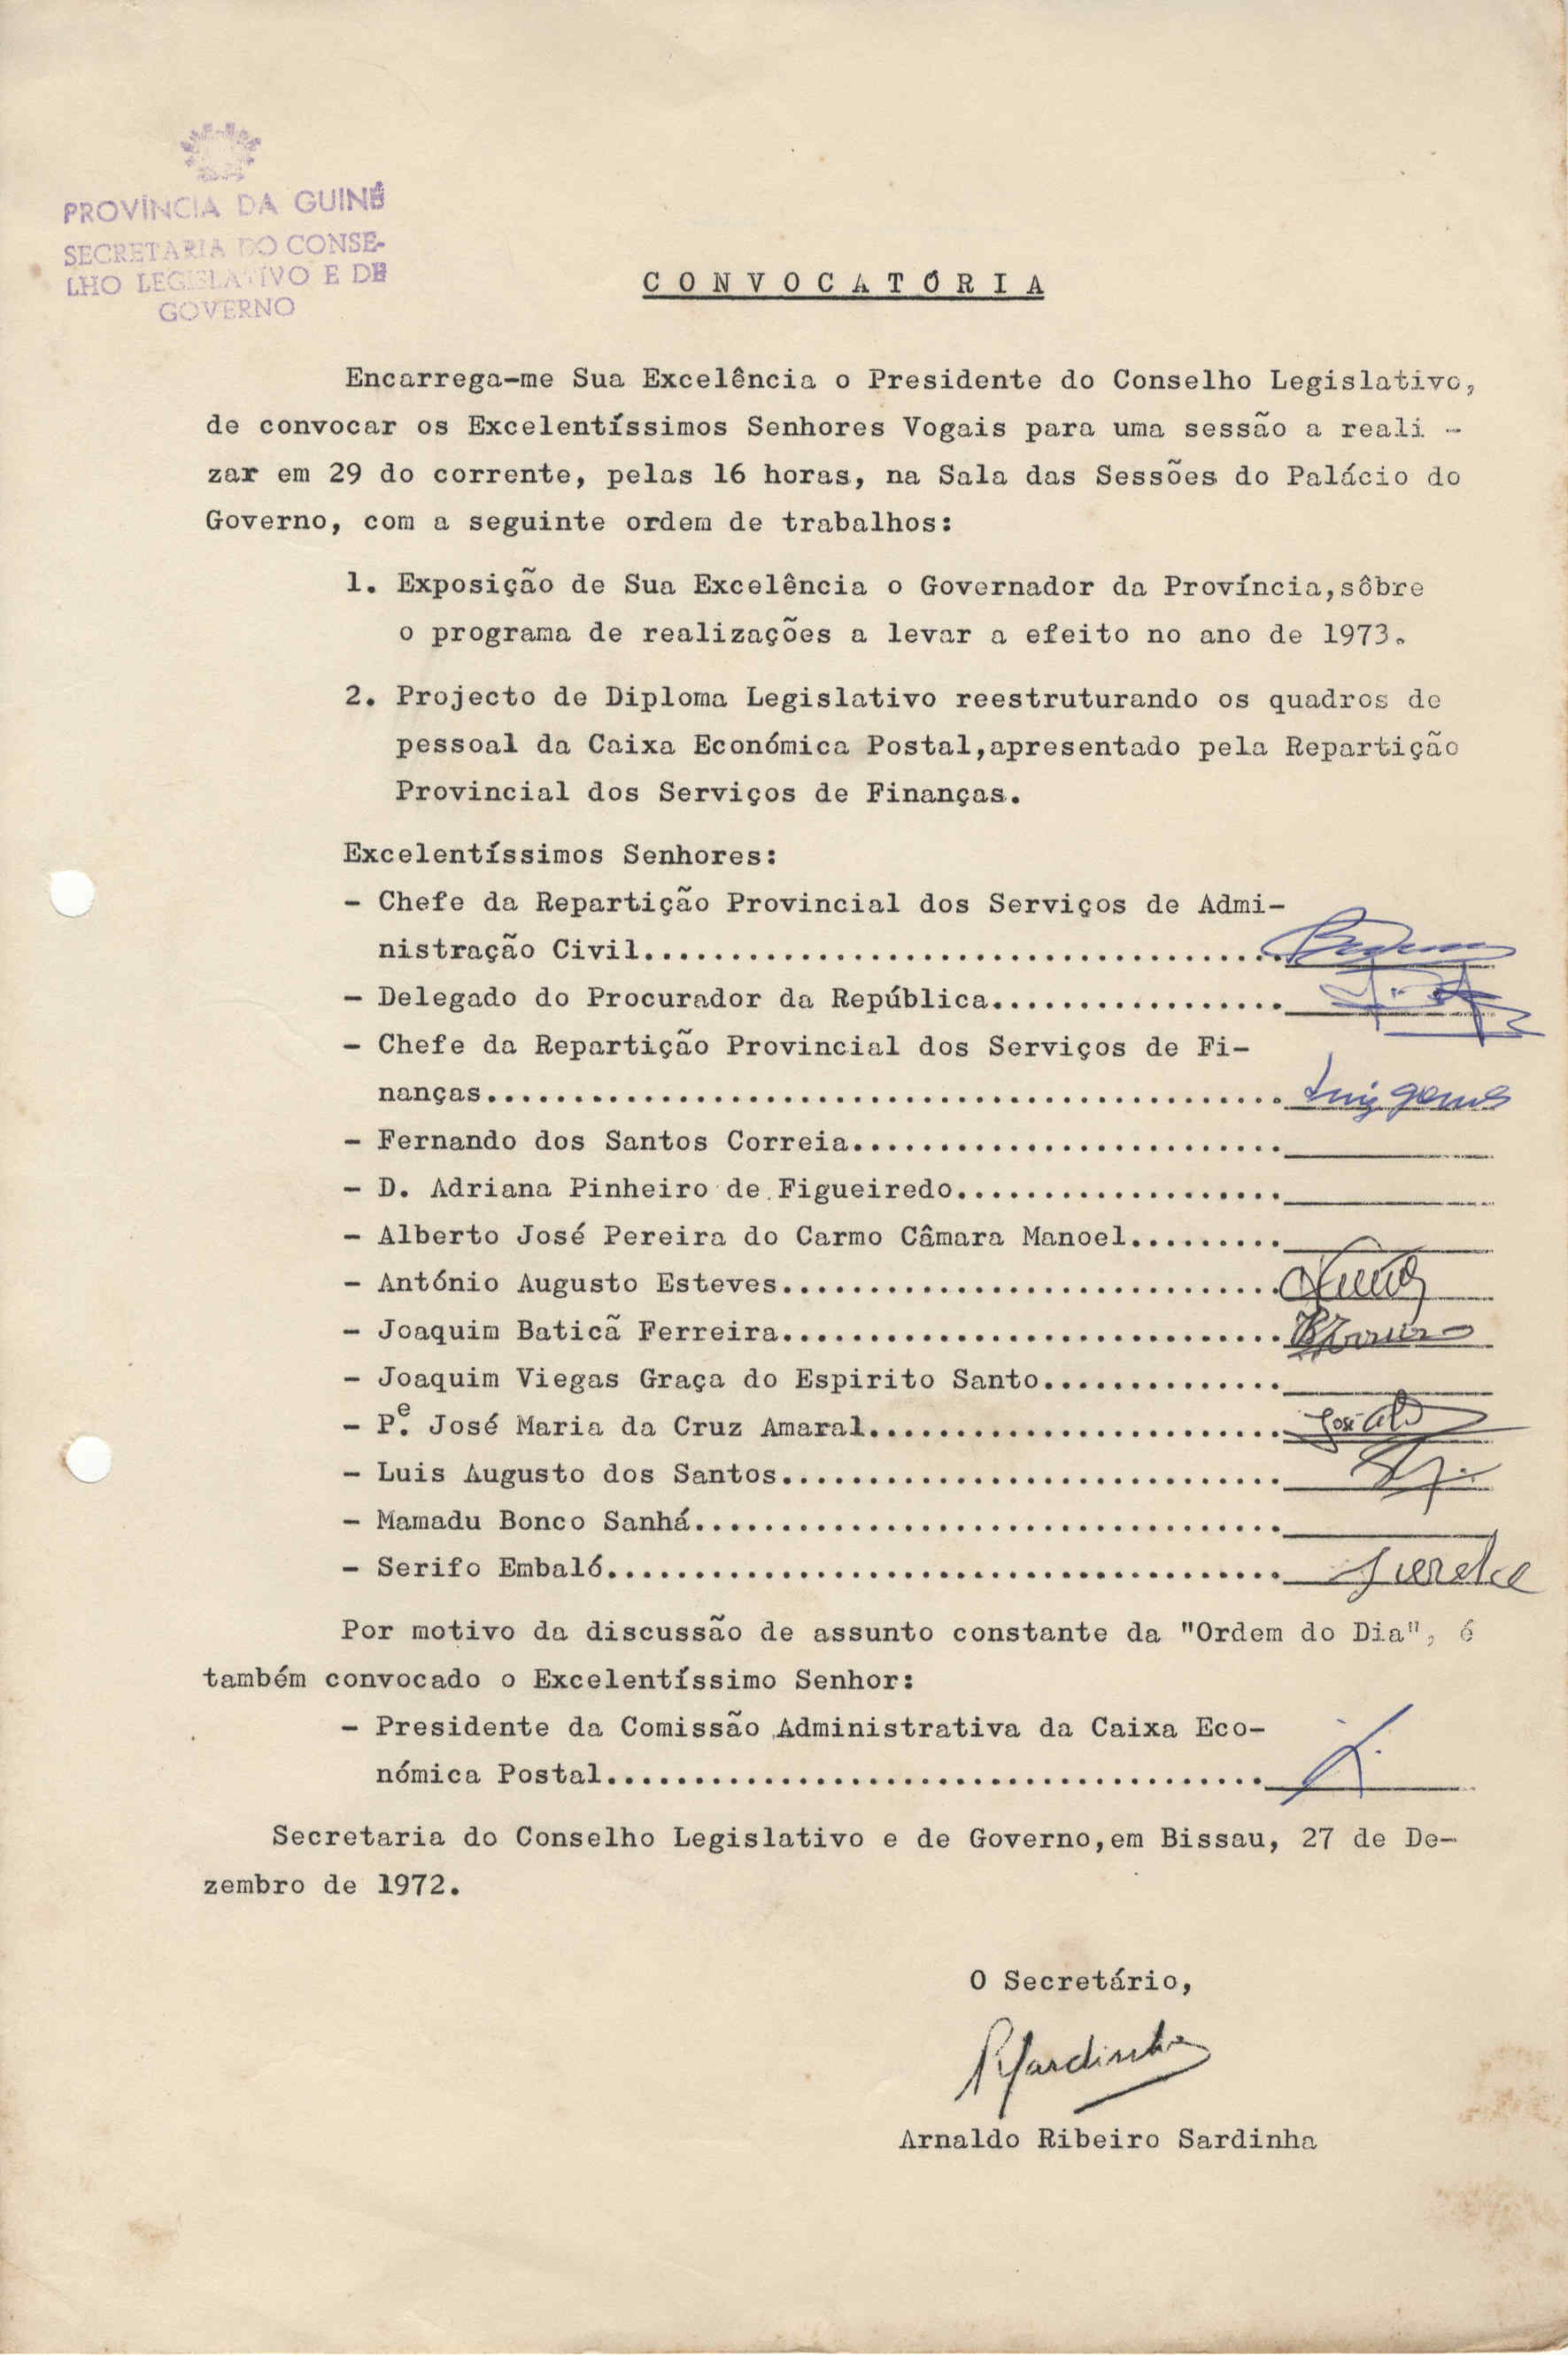 PROVÍNCIA DA GUINÉ
SECRETARIA DO CONSE-
LHO LEGISLATIVO E DE
GOVERNO
CONVOCATÓRIA
Encarrega-me Sua Excelência o Presidente do Conselho Legislativo,
de convocar os Excelentíssimos Senhores Vogais para uma sessão a reali -
zar em 29 do corrente, pelas 16 horas, na Sala das Sessões do Palácio do
Governo, com a seguinte ordem de trabalhos:
1. Exposição de Sua Excelência o Governador da Província,sôbre
o programa de realizações a levar a efeito no ano de 1973.
2. Projecto de Diploma Legislativo reestruturando os quadros de
pessoal da Caixa Económica Postal,apresentado pela Repartição
Provincial dos Serviços de Finanças.
Excelentíssimos Senhores:
- Chefe da Repartição Provincial dos Serviços de Admi-
nistração Civil.....................................
- Delegado do Procurador da República.................
- Chefe da Repartição Provincial dos Serviços de Fi-
nanças.............................................. Luiz Gomes
- Fernando dos Santos Correia.........................
- D. Adriana Pinheiro de Figueiredo...................
- Alberto José Pereira do Carmo Câmara Manoel.........
- António Augusto Esteves.............................
- Joaquim Baticã Ferreira.............................
- Joaquim Viegas Graça do Espirito Santo..............
- Pe. José Maria da Cruz Amaral........................
- Luis Augusto dos Santos.............................
- Mamadu Bonco Sanhá..................................
- Serifo Embaló.......................................
Por motivo da discussão de assunto constante da "Ordem do Dia", é
também convocado o Excelentíssimo Senhor:
- Presidente da Comissão Administrativa da Caixa Eco-
nómica Postal......................................
Secretaria do Conselho Legislativo e de Governo,em Bissau, 27 de De-
zembro de 1972.
O Secretário,
RSardinha
Arnaldo Ribeiro Sardinha